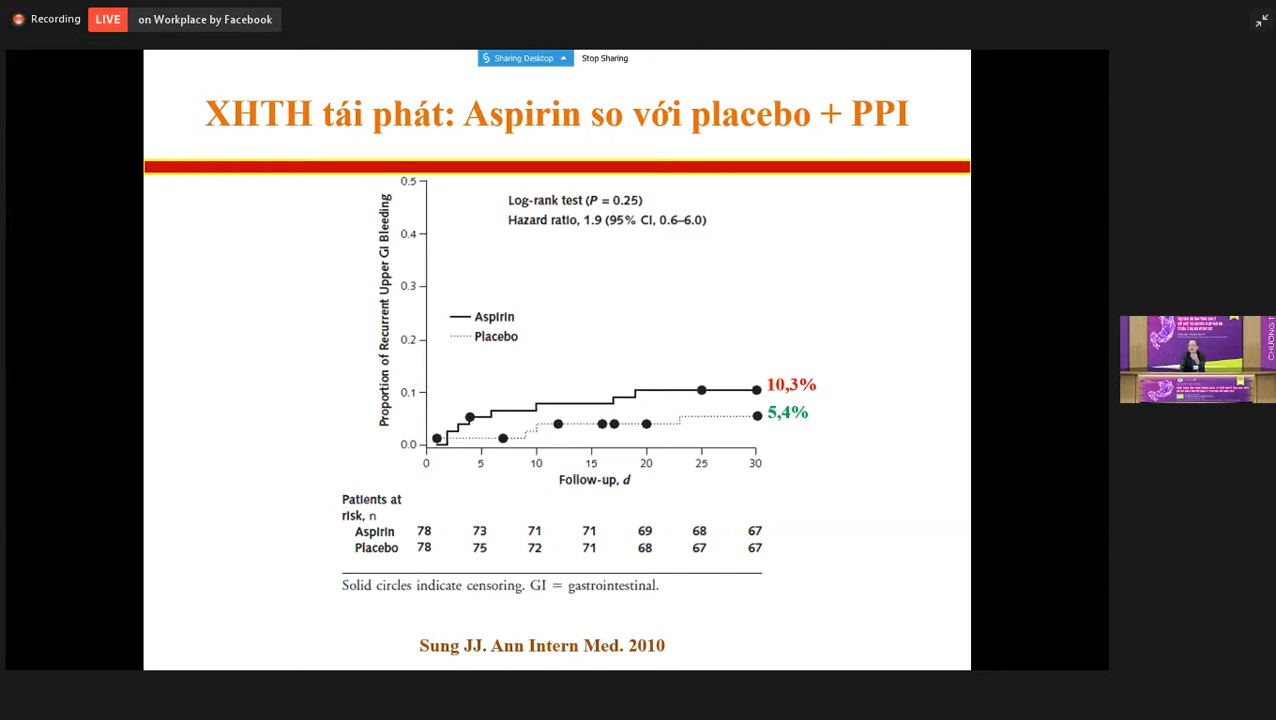 Recording
LIVE
on Workplace by Facebook
Sharing Desktop
Stop Sharing
XHTH tái phát: Aspirin so với placebo + PPI
Proportion of Recurrent Upper GI Bleeding
0.5
0.4
0.3
0.2
0.1
0.0
Log-rank test (P = 0.25)
Hazard ratio, 1.9 (95% CI, 0.6–6.0)
Aspirin
Placebo
10,3%
5,4%
0 5 10 15 20 25 30
Follow-up, d
Patients at
risk, n
Aspirin 78 73 71 71 69 68 67
Placebo 78 75 72 71 68 67 67
Solid circles indicate censoring. GI = gastrointestinal.
Sung JJ. Ann Intern Med. 2010